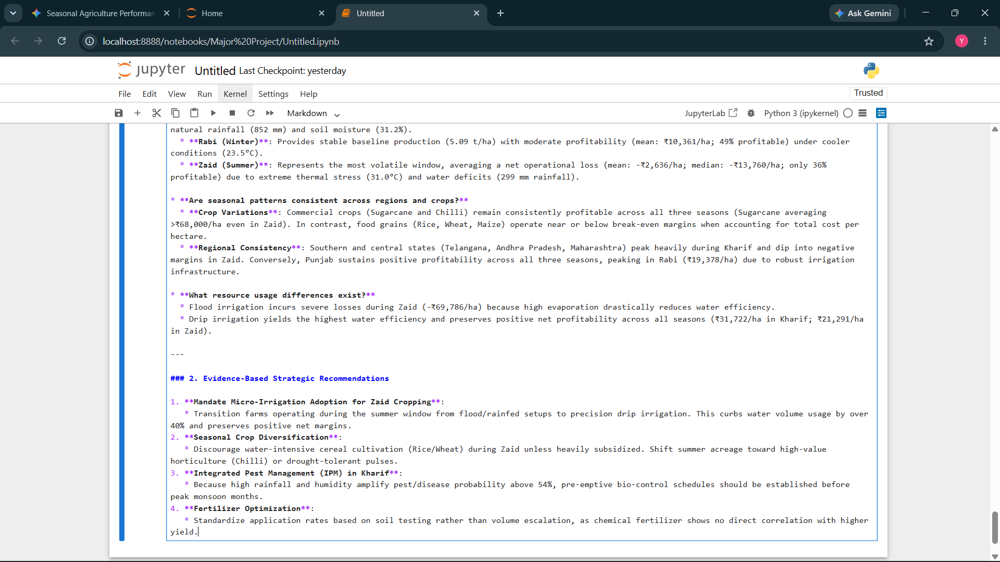 Seasonal Agriculture Performan
Home
Untitled
Ask Gemini
localhost:8888/notebooks/Major%20Project/Untitled.ipynb
Y
jupyter Untitled Last Checkpoint: yesterday
File Edit View Run Kernel Settings Help
Trusted
Markdown
JupyterLab
Python 3 (ipykernel)
natural rainfall (852 mm) and soil moisture (31.2%).
* **Rabi (Winter)**: Provides stable baseline production (5.09 t/ha) with moderate profitability (mean: ₹10,361/ha; 49% profitable) under cooler
conditions (23.5°C).
* **Zaid (Summer)**: Represents the most volatile window, averaging a net operational loss (mean: -₹2,636/ha; median: -₹13,760/ha; only 36%
profitable) due to extreme thermal stress (31.0°C) and water deficits (299 mm rainfall).
* **Are seasonal patterns consistent across regions and crops?**
* **Crop Variations**: Commercial crops (Sugarcane and Chilli) remain consistently profitable across all three seasons (Sugarcane averaging
>₹68,000/ha even in Zaid). In contrast, food grains (Rice, Wheat, Maize) operate near or below break-even margins when accounting for total cost per
hectare.
* **Regional Consistency**: Southern and central states (Telangana, Andhra Pradesh, Maharashtra) peak heavily during Kharif and dip into negative
margins in Zaid. Conversely, Punjab sustains positive profitability across all three seasons, peaking in Rabi (₹19,378/ha) due to robust irrigation
infrastructure.
* **What resource usage differences exist?**
* Flood irrigation incurs severe losses during Zaid (-₹69,786/ha) because high evaporation drastically reduces water efficiency.
* Drip irrigation yields the highest water efficiency and preserves positive net profitability across all seasons (₹31,722/ha in Kharif; ₹21,291/ha
in Zaid).
---
### 2. Evidence-Based Strategic Recommendations
1. **Mandate Micro-Irrigation Adoption for Zaid Cropping**:
* Transition farms operating during the summer window from flood/rainfed setups to precision drip irrigation. This curbs water volume usage by over
40% and preserves positive net margins.
2. **Seasonal Crop Diversification**:
* Discourage water-intensive cereal cultivation (Rice/Wheat) during Zaid unless heavily subsidized. Shift summer acreage toward high-value
horticulture (Chilli) or drought-tolerant pulses.
3. **Integrated Pest Management (IPM) in Kharif**:
* Because high rainfall and humidity amplify pest/disease probability above 54%, pre-emptive bio-control schedules should be established before
peak monsoon months.
4. **Fertilizer Optimization**:
* Standardize application rates based on soil testing rather than volume escalation, as chemical fertilizer shows no direct correlation with higher
yield.